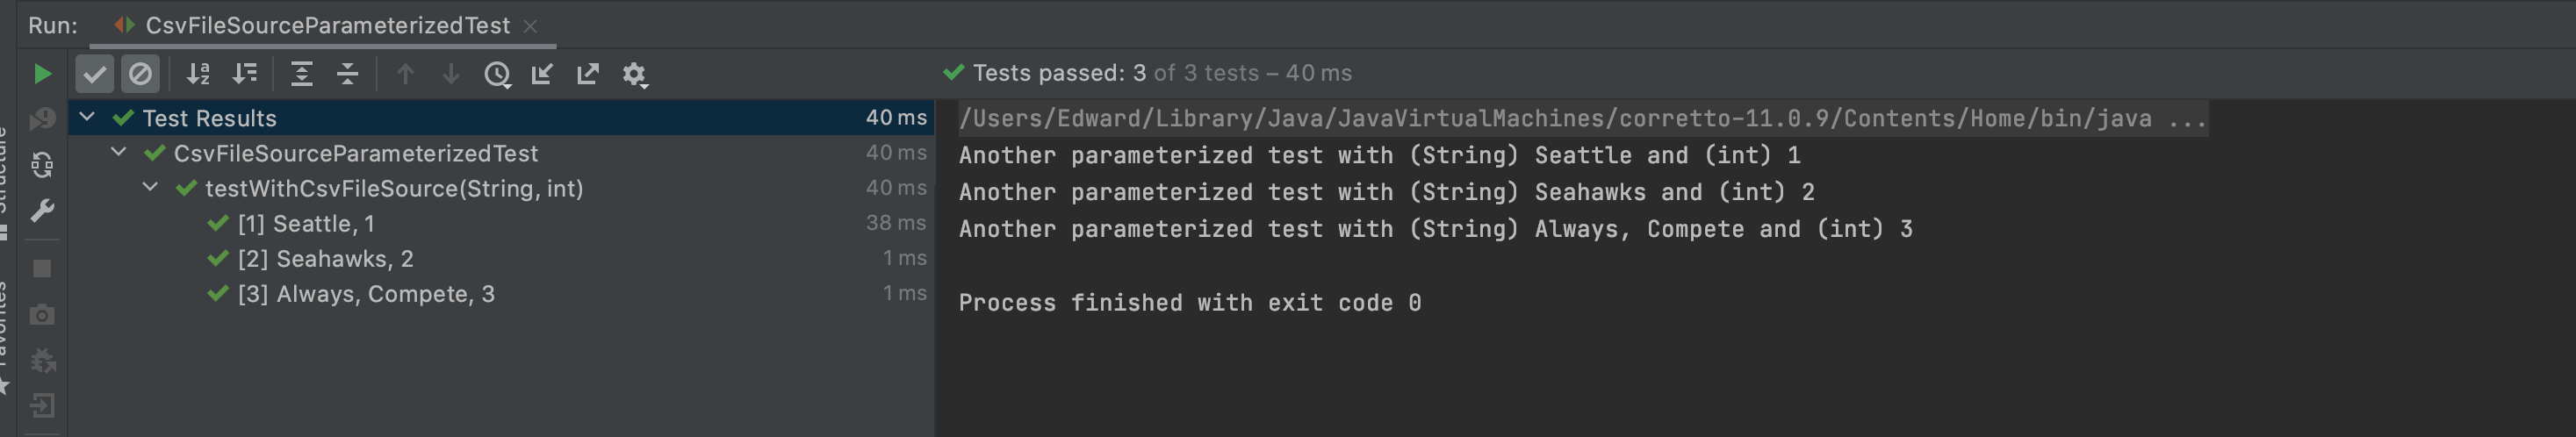 Run: CsvFileSourceParameterizedTest
Tests passed: 3 of 3 tests – 40 ms
Test Results 40 ms
CsvFileSourceParameterizedTest 40 ms
testWithCsvFileSource(String, int) 40 ms
[1] Seattle, 1 38 ms
[2] Seahawks, 2 1 ms
[3] Always, Compete, 3 1 ms
/Users/Edward/Library/Java/JavaVirtualMachines/corretto-11.0.9/Contents/Home/bin/java ...
Another parameterized test with (String) Seattle and (int) 1
Another parameterized test with (String) Seahawks and (int) 2
Another parameterized test with (String) Always, Compete and (int) 3
Process finished with exit code 0